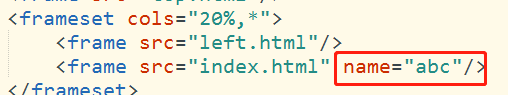 <frameset cols="20%,*">
<frame src="left.html"/>
<frame src="index.html" name="abc"/>
</frameset>